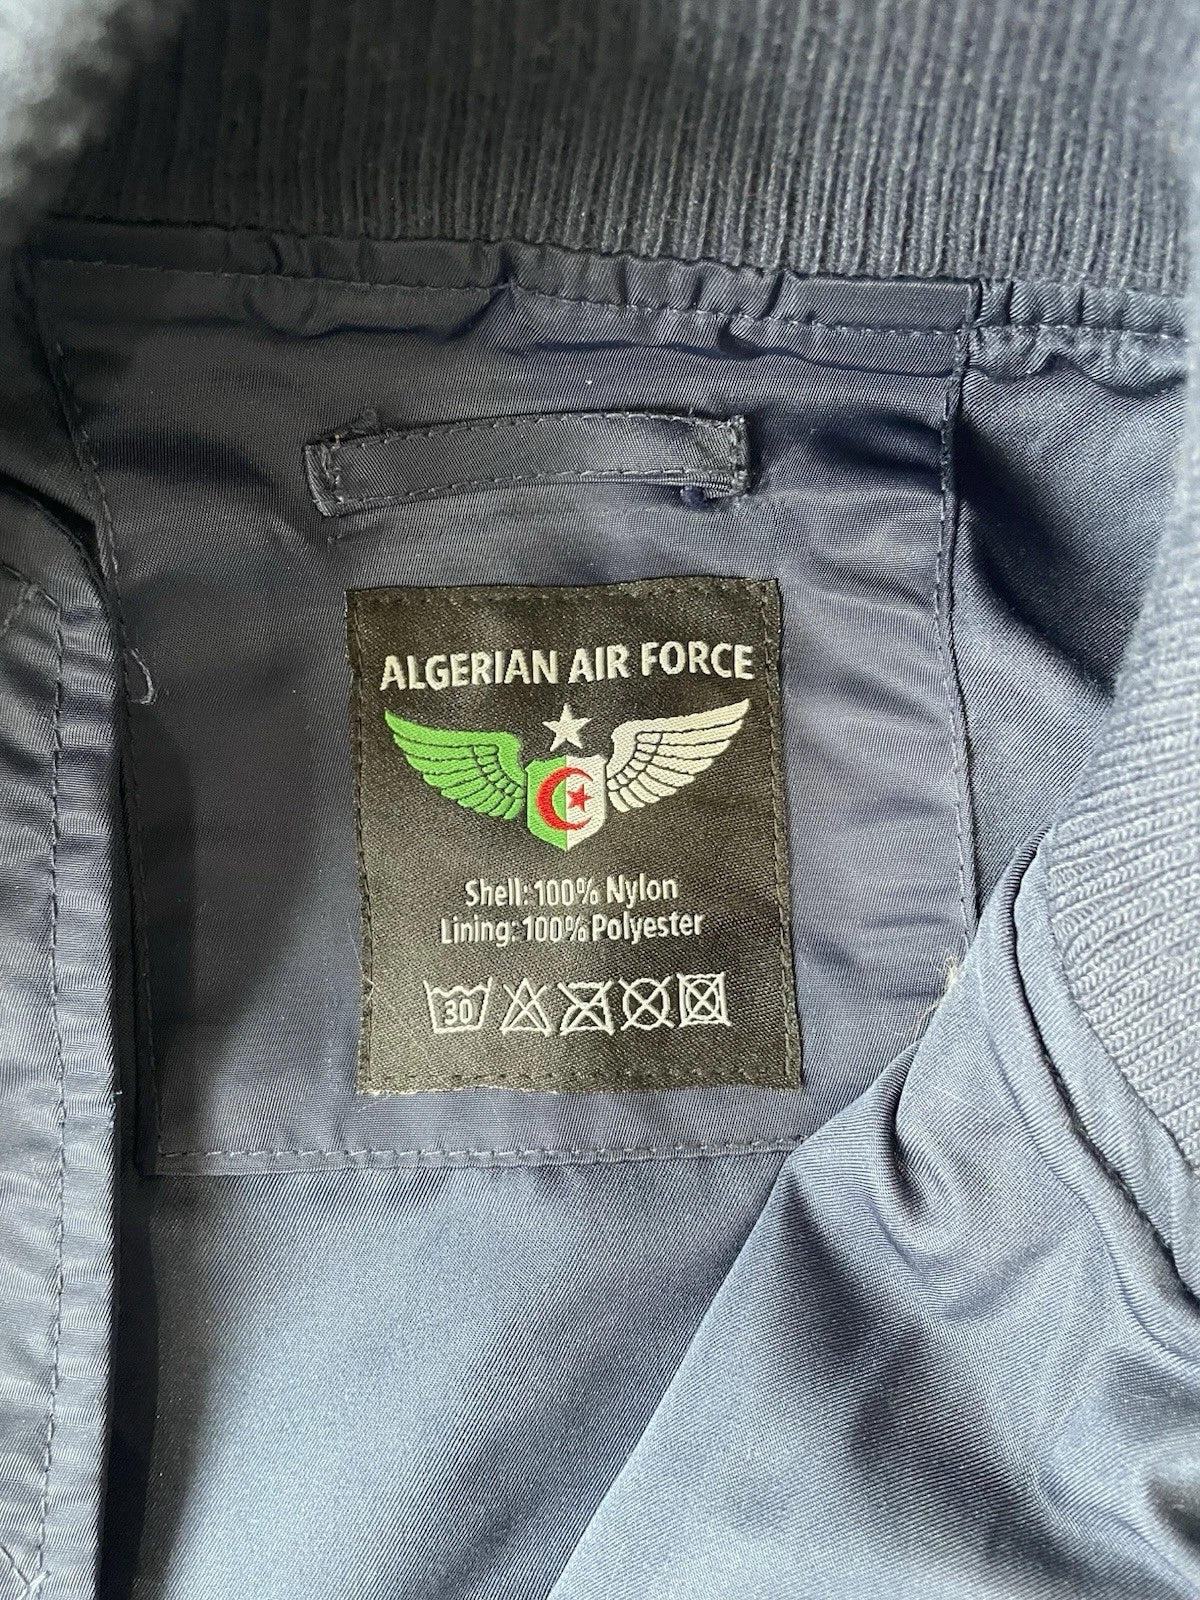 ALGERIAN AIR FORCE
Shell: 100% Nylon
Lining: 100% Polyester
30